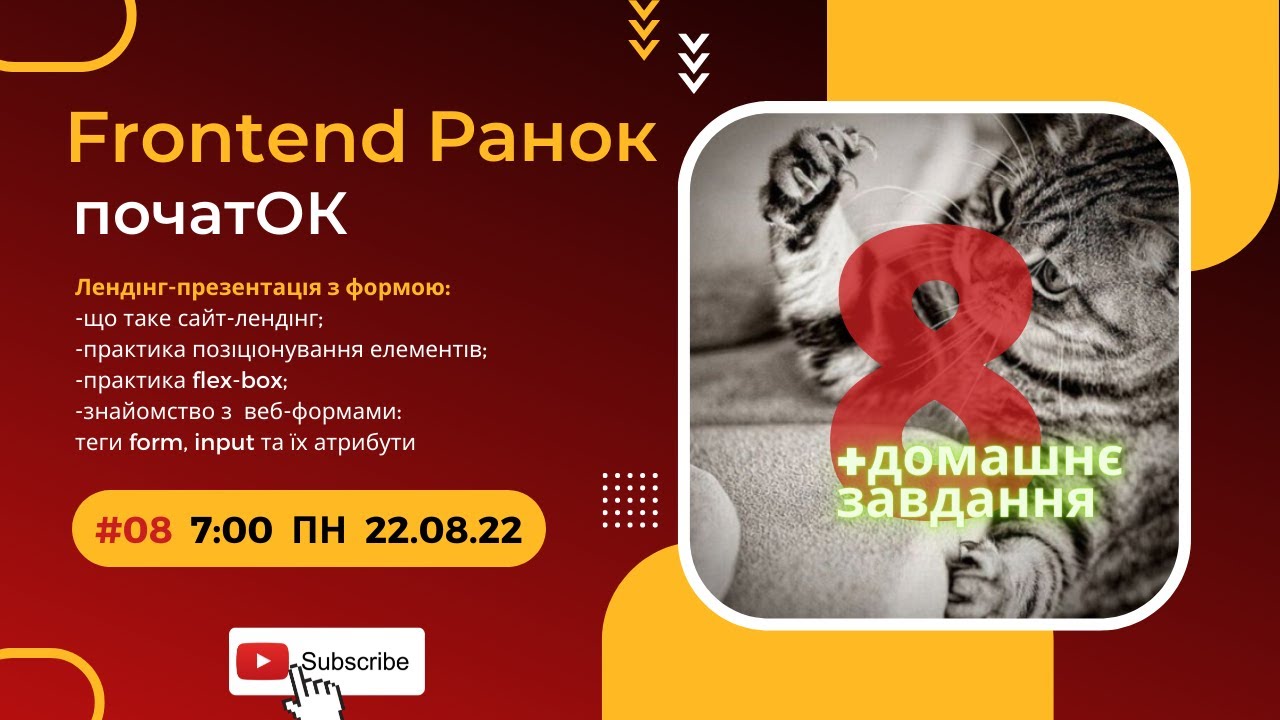 Frontend Ранок
початОК
Лендінг-презентація з формою:
-що таке сайт-лендінг;
-практика позіціонування елементів;
-практика flex-box;
-знайомство з веб-формами:
теги form, input та їх атрибути
#08 7:00 ПН 22.08.22
Subscribe
8
+домашнє
завдання